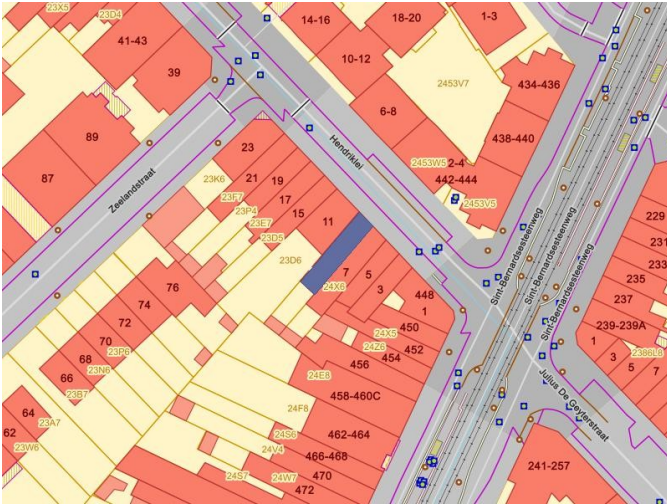 23X5
23D4
41-43
39
14-16
18-20
1-3
10-12
2453V7
434-436
6-8
438-440
89
87
Hendriklei
2453W5
2-4
442-444
2453V5
Zeelandstraat
23
21
19
17
15
11
23K6
23F7
23P4
23E7
23D5
23D6
7
5
3
24X6
448
1
450
24X5
24Z6
452
454
Sint-Bernardsesteenweg
Sint-Bernardsesteenweg
Sint-Bernardsesteenweg
229
231
233
235
237
239-239A
1
3
5
7
2386L8
76
74
72
70
68
66
23P6
23N6
23B7
64
62
23A7
23W6
24E8
456
458-460C
24F8
24S6
462-464
24V4
466-468
24S7
24W7
470
472
Julius De Geyterstraat
241-257